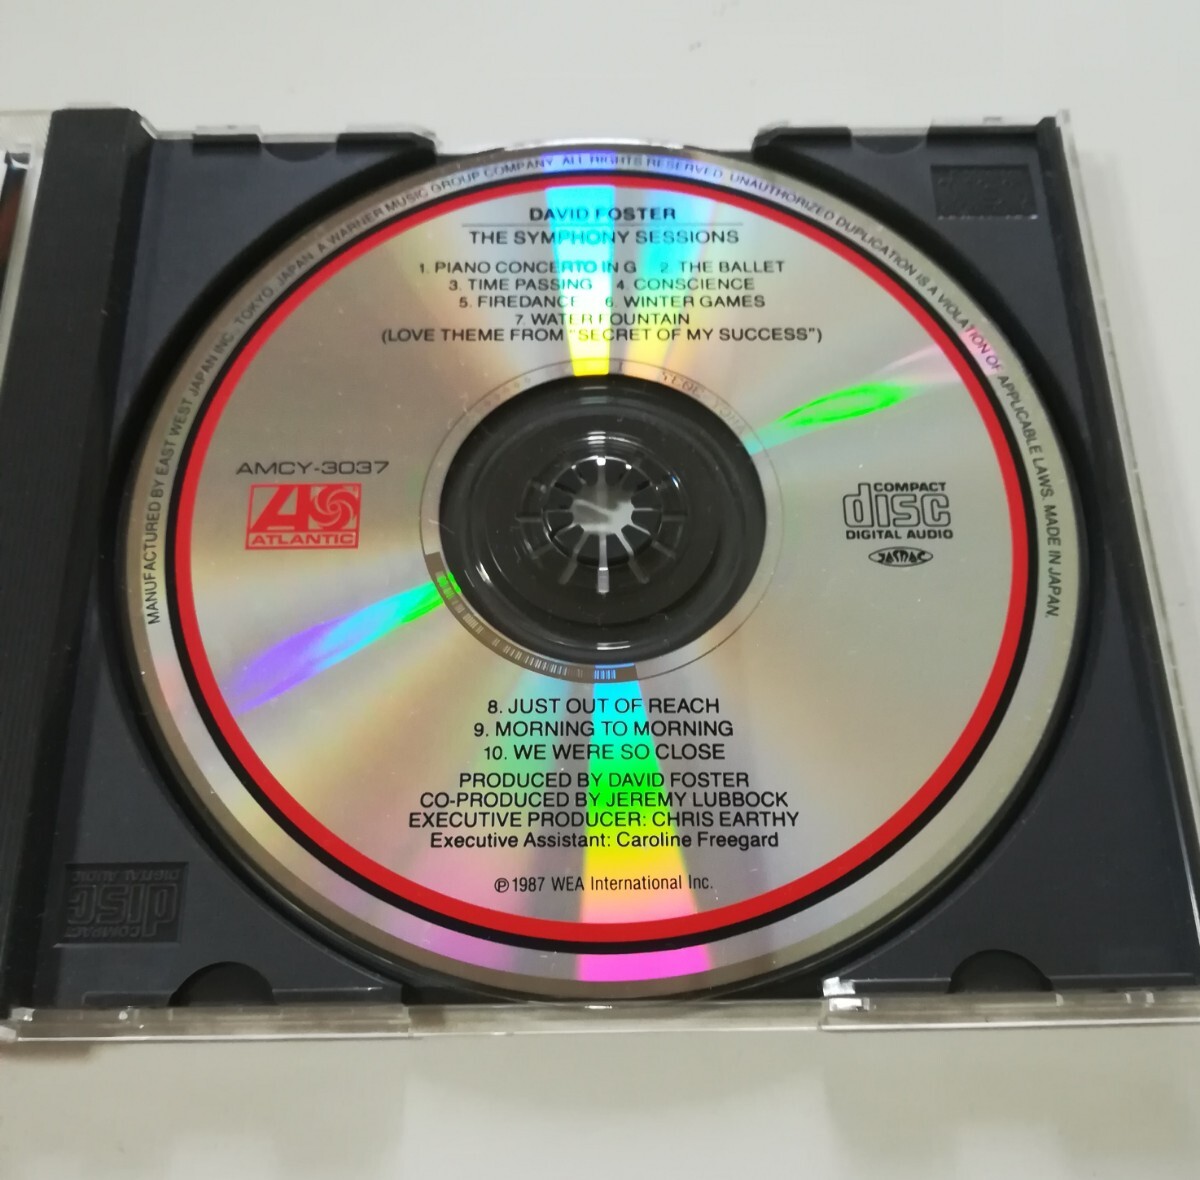 MANUFACTURED BY EAST WEST JAPAN INC. TOKYO, JAPAN. A WARNER MUSIC GROUP COMPANY. ALL RIGHTS RESERVED. UNAUTHORIZED DUPLICATION IS A VIOLATION OF APPLICABLE LAWS. MADE IN JAPAN.
DAVID FOSTER
THE SYMPHONY SESSIONS
1. PIANO CONCERTO IN G 2. THE BALLET
3. TIME PASSING 4. CONSCIENCE
5. FIREDANCE 6. WINTER GAMES
7. WATER FOUNTAIN
(LOVE THEME FROM "SECRET OF MY SUCCESS")
AMCY-3037
ATLANTIC
COMPACT
disc
DIGITAL AUDIO
JASRAC
8. JUST OUT OF REACH
9. MORNING TO MORNING
10. WE WERE SO CLOSE
PRODUCED BY DAVID FOSTER
CO-PRODUCED BY JEREMY LUBBOCK
EXECUTIVE PRODUCER: CHRIS EARTHY
Executive Assistant: Caroline Freegard
℗ 1987 WEA International Inc.
COMPACT
disc
DIGITAL AUDIO